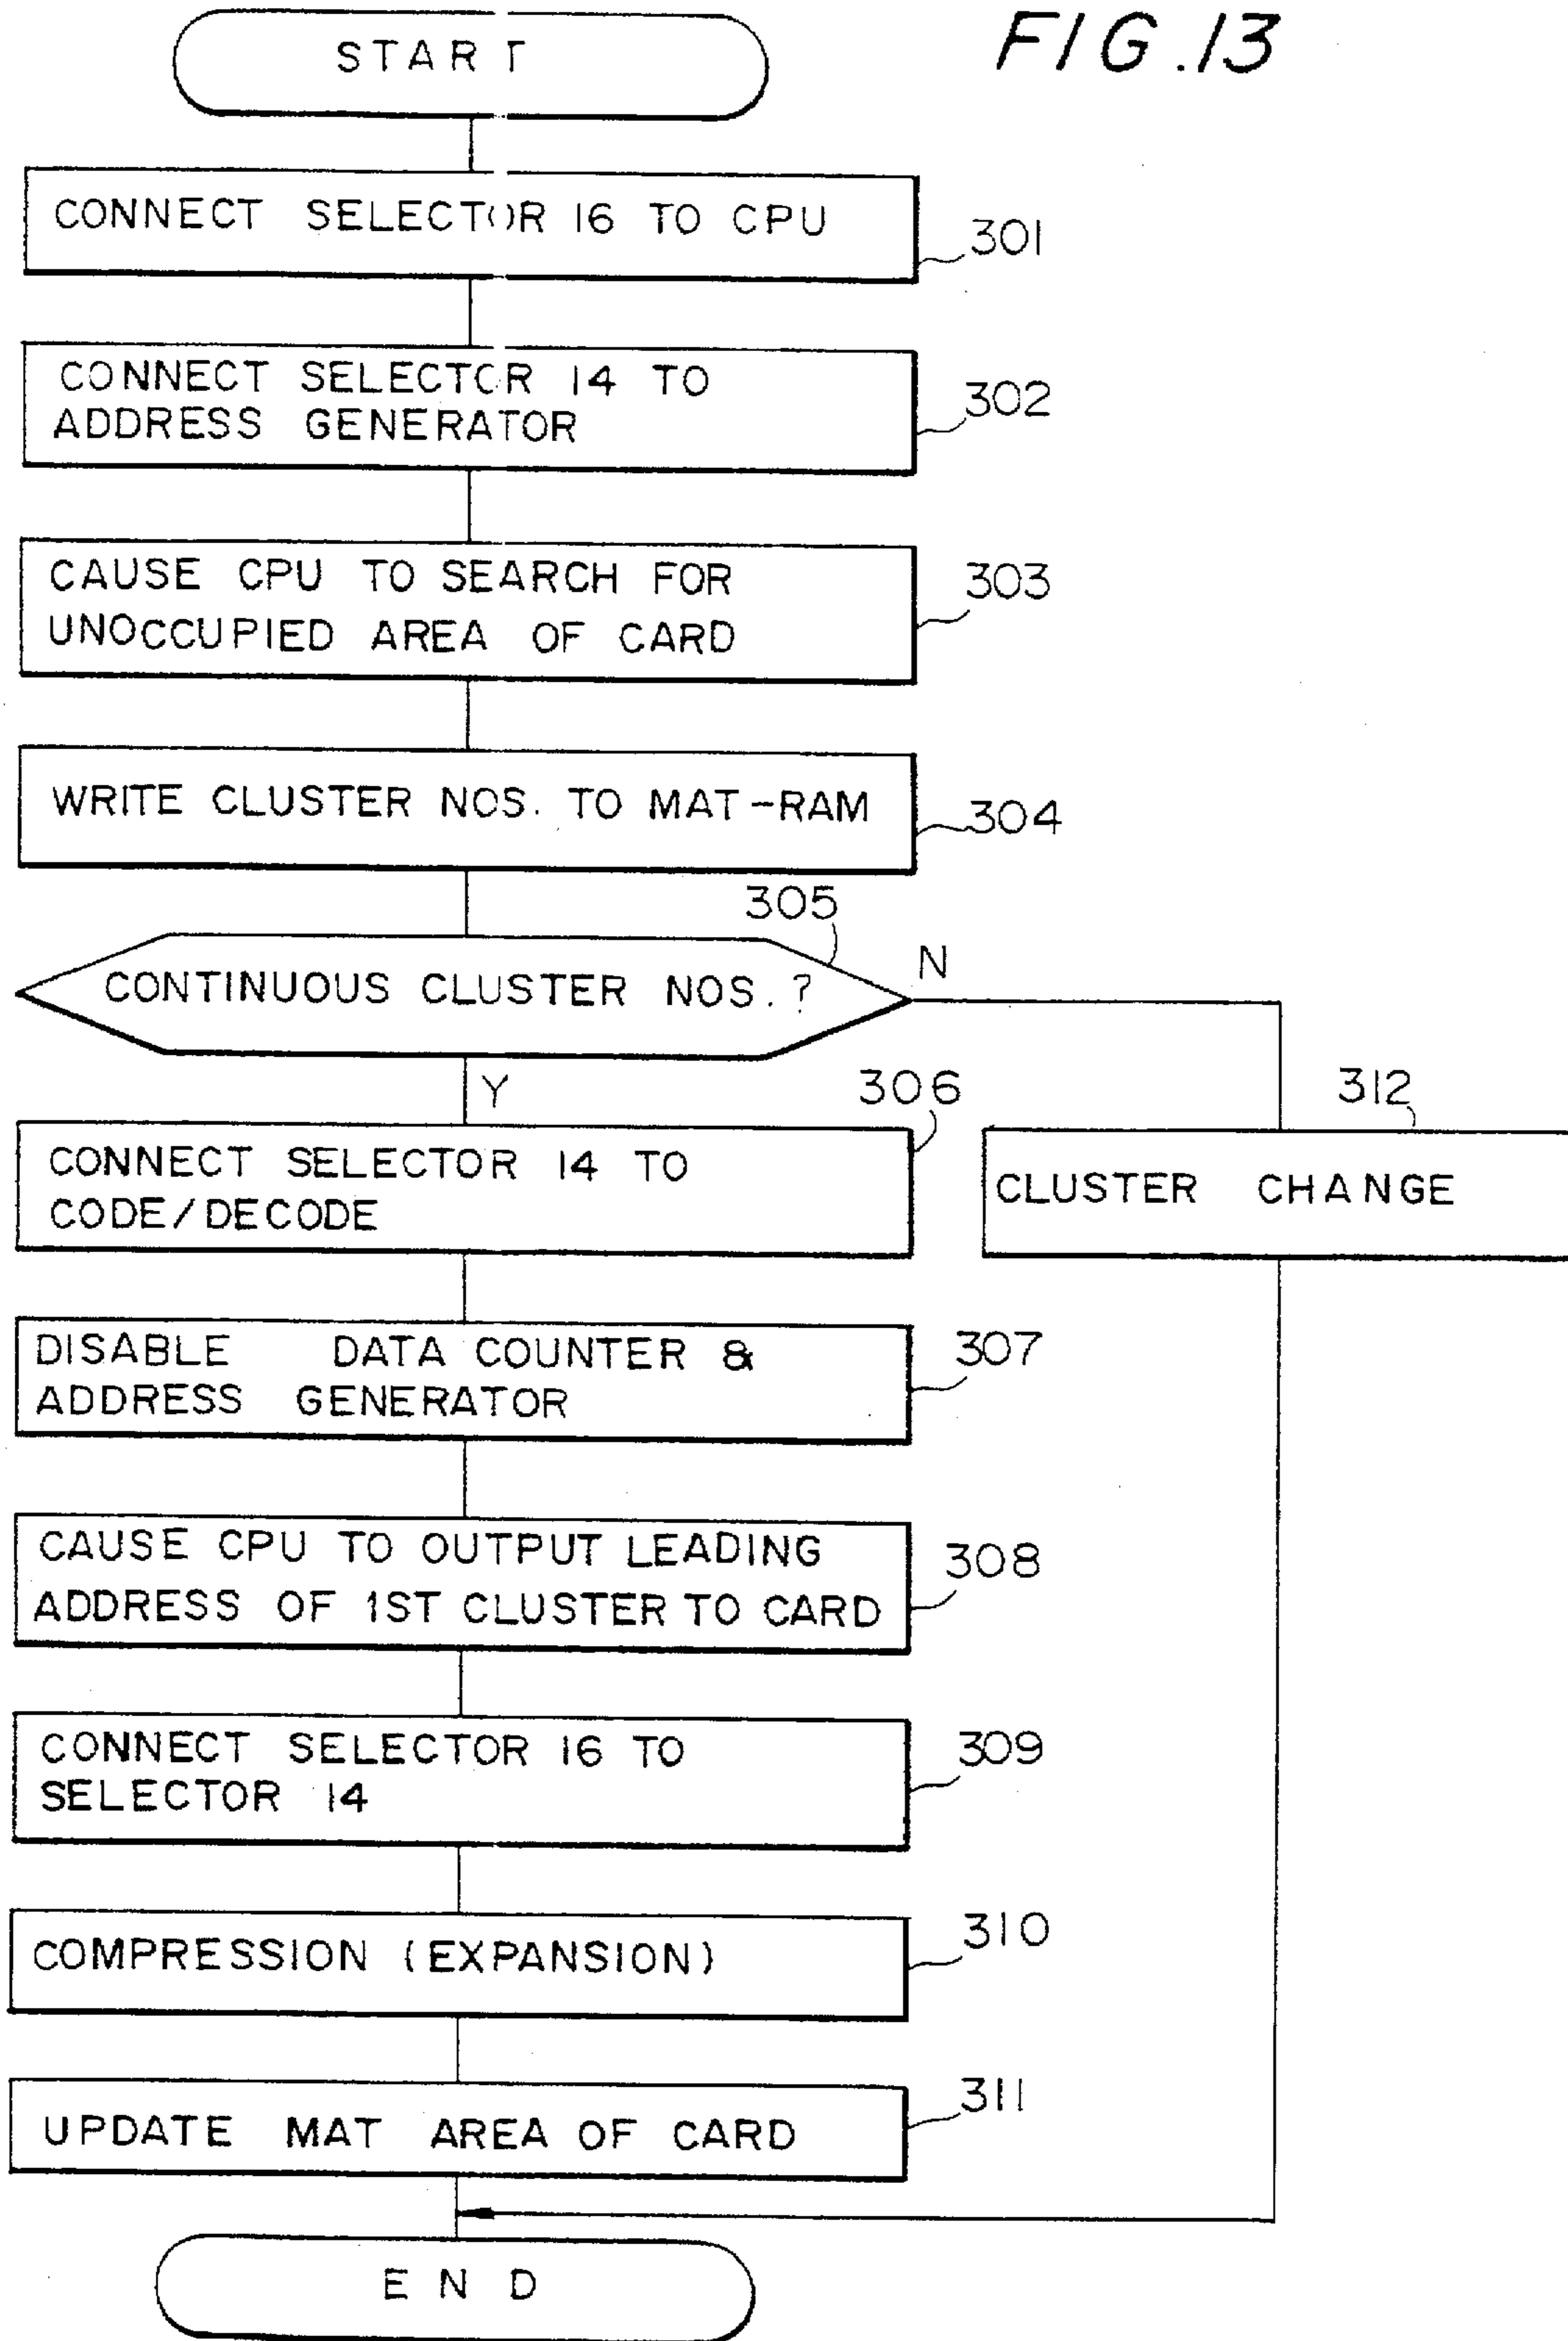 FIG.13
START
CONNECT SELECTOR 16 TO CPU
301
CONNECT SELECTOR 14 TO
ADDRESS GENERATOR
302
CAUSE CPU TO SEARCH FOR
UNOCCUPIED AREA OF CARD
303
WRITE CLUSTER NOS. TO MAT-RAM
304
305
CONTINUOUS CLUSTER NOS.?
N
Y
306
CONNECT SELECTOR 14 TO
CODE/DECODE
312
CLUSTER CHANGE
DISABLE DATA COUNTER &
ADDRESS GENERATOR
307
CAUSE CPU TO OUTPUT LEADING
ADDRESS OF 1ST CLUSTER TO CARD
308
CONNECT SELECTOR 16 TO
SELECTOR 14
309
COMPRESSION (EXPANSION)
310
UPDATE MAT AREA OF CARD
311
END